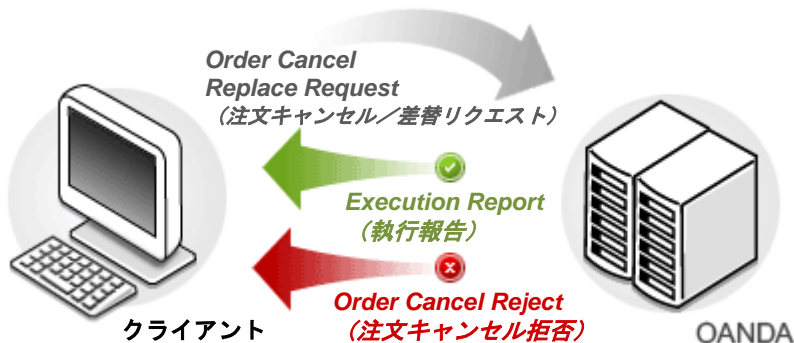 Order Cancel
Replace Request
（注文キャンセル／差替リクエスト）
Execution Report
（執行報告）
Order Cancel Reject
（注文キャンセル拒否）
クライアント
OANDA